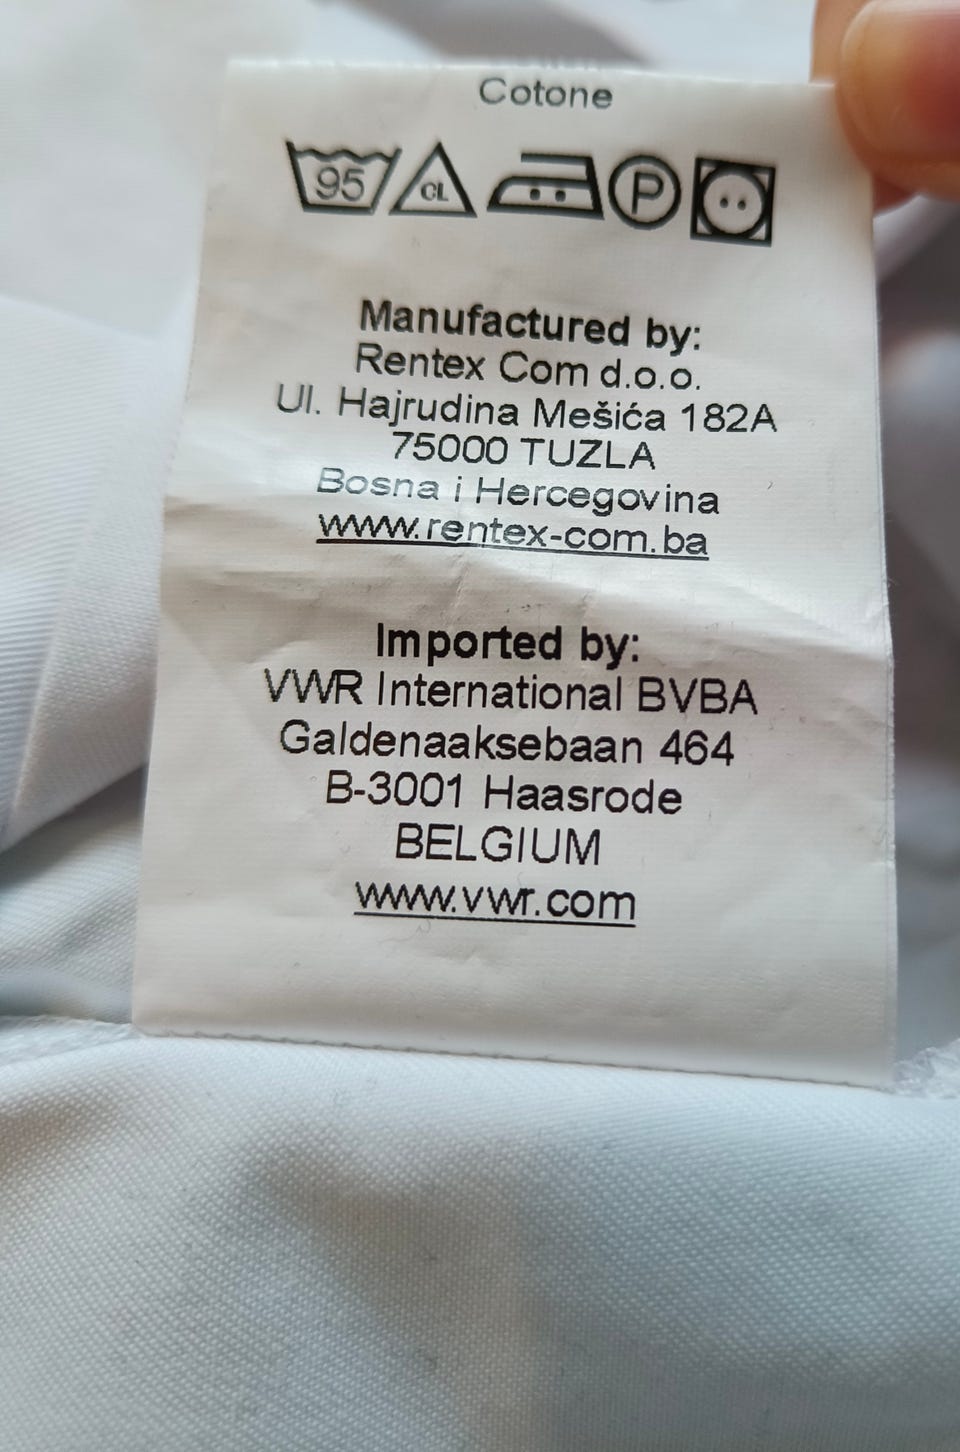 Cotone
95 CL P
Manufactured by:
Rentex Com d.o.o.
Ul. Hajrudina Mešića 182A
75000 TUZLA
Bosna i Hercegovina
www.rentex-com.ba
Imported by:
VWR International BVBA
Galdenaaksebaan 464
B-3001 Haasrode
BELGIUM
www.vwr.com